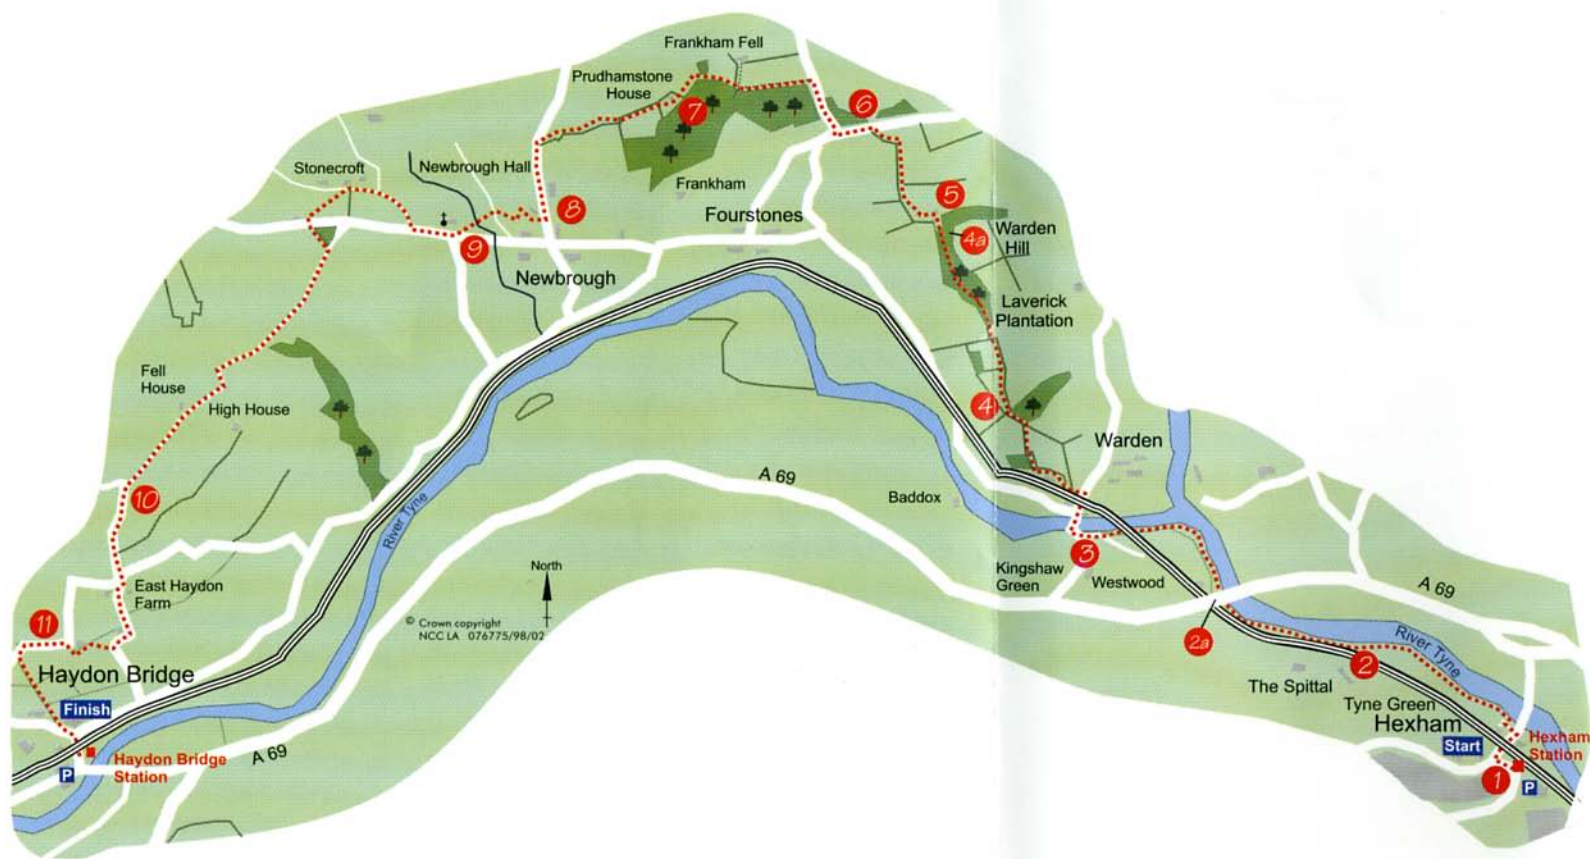 Frankham Fell
Prudhamstone
House
7
6
Stonecroft
Newbrough Hall
Frankham
8
Fourstones
5
4a
Warden
Hill
9
Newbrough
Laverick
Plantation
Fell
House
High House
4
Warden
A 69
Baddox
10
River Tyne
3
Kingshaw
Green
Westwood
North
East Haydon
Farm
© Crown copyright
NCC LA 076775/98/02
A 69
11
2a
River Tyne
2
Haydon Bridge
The Spittal
Tyne Green
Finish
Hexham
Start
Hexham
Station
A 69
Haydon Bridge
Station
P
1
P